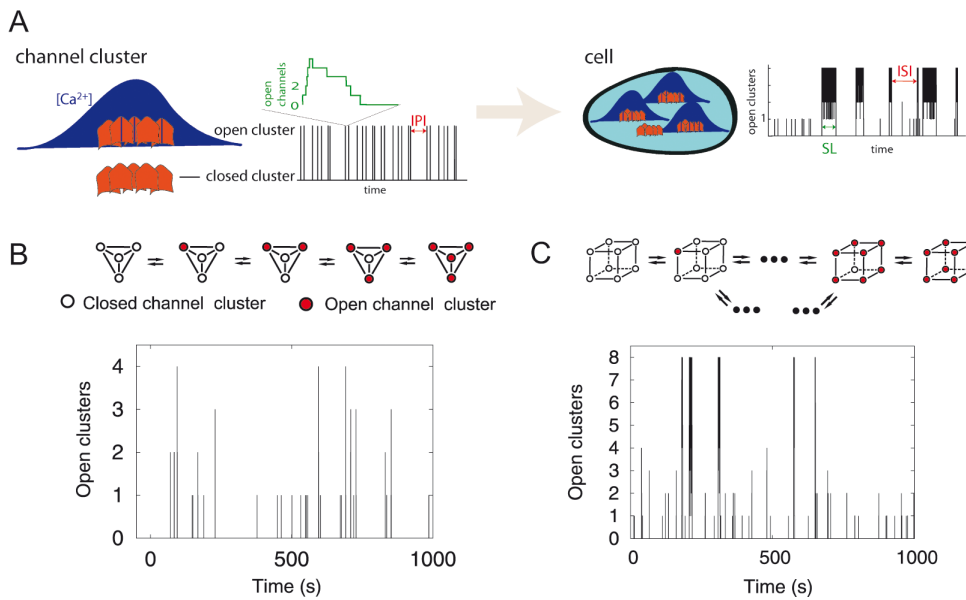 A
channel cluster
[Ca²⁺]
open channels
2
0
open cluster
IPI
closed cluster
time
cell
open clusters
1
ISI
SL
time
B
Closed channel cluster
Open channel cluster
Open clusters
4
3
2
1
0
0
500
1000
Time (s)
C
Open clusters
8
7
6
5
4
3
2
1
0
0
500
1000
Time (s)